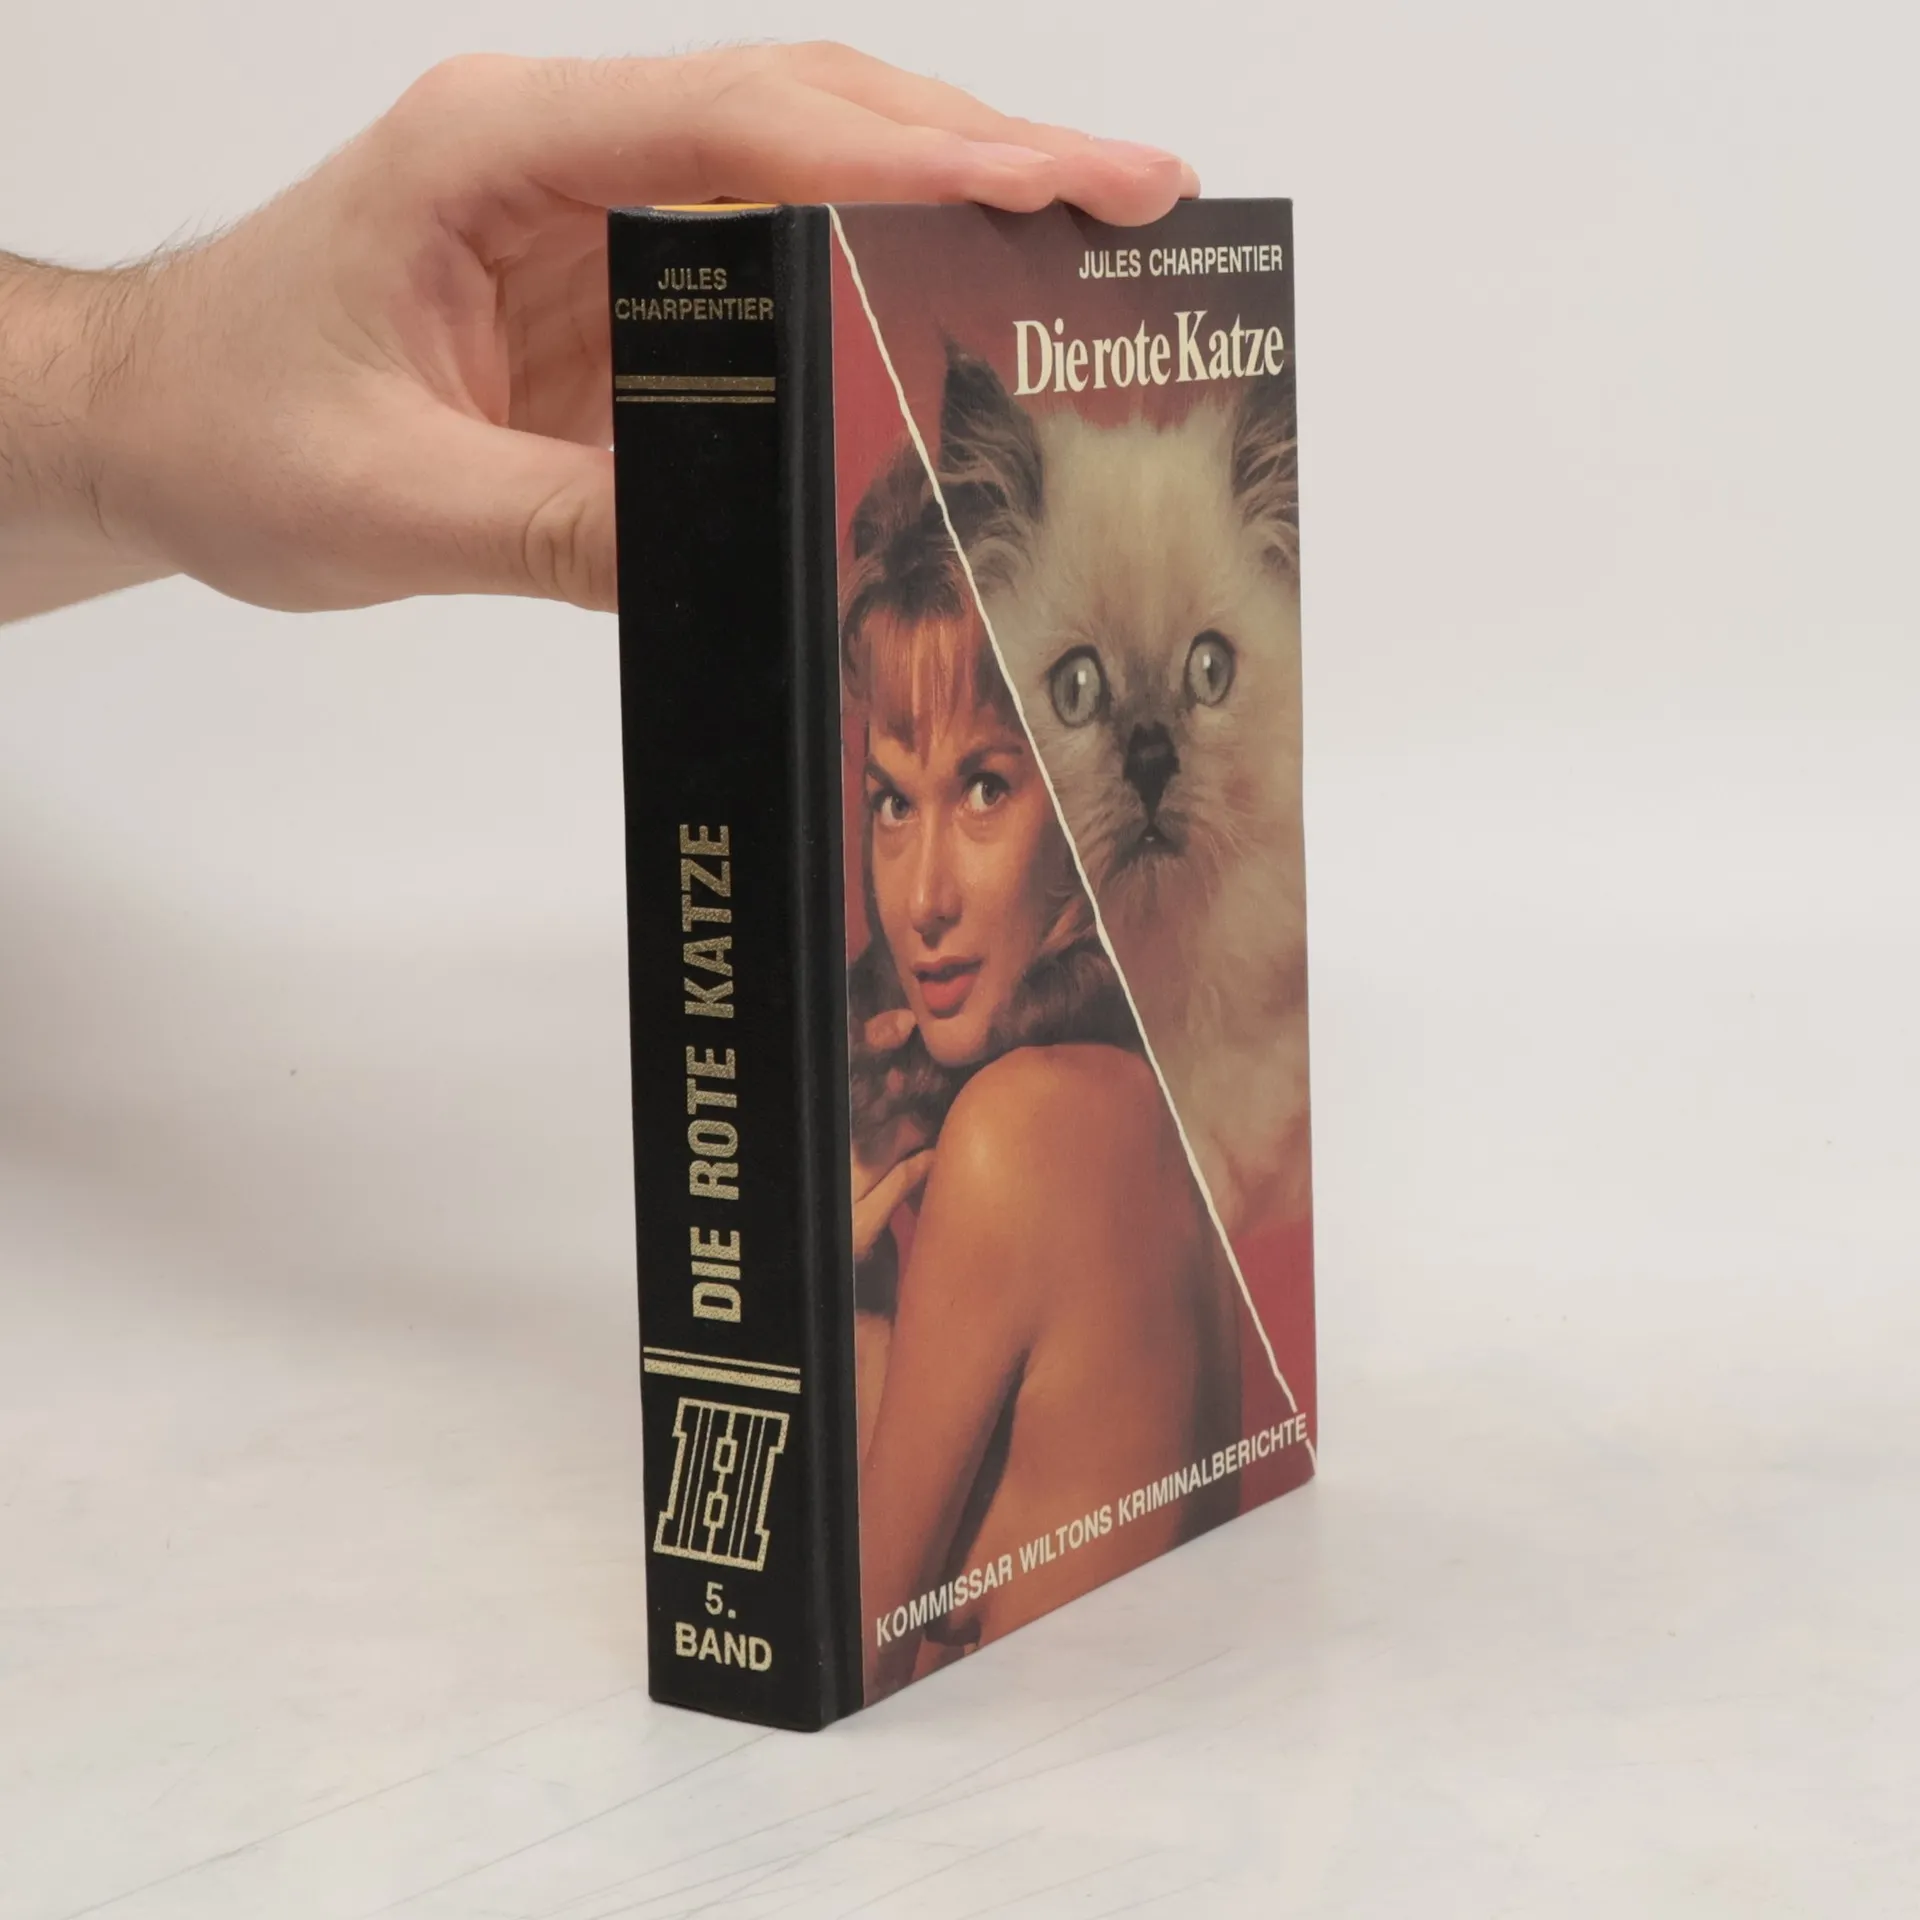 JULES
CHARPENTIER
DIE ROTE KATZE
H
5.
BAND
JULES CHARPENTIER
Die rote Katze
KOMMISSAR WILTONS KRIMINALBERICHTE